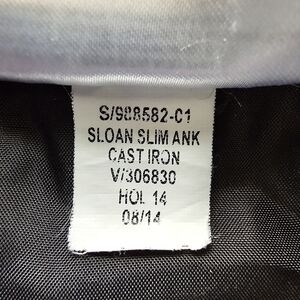 S/988582-01
SLOAN SLIM ANK
CAST IRON
V/306830
HOL 14
08/14